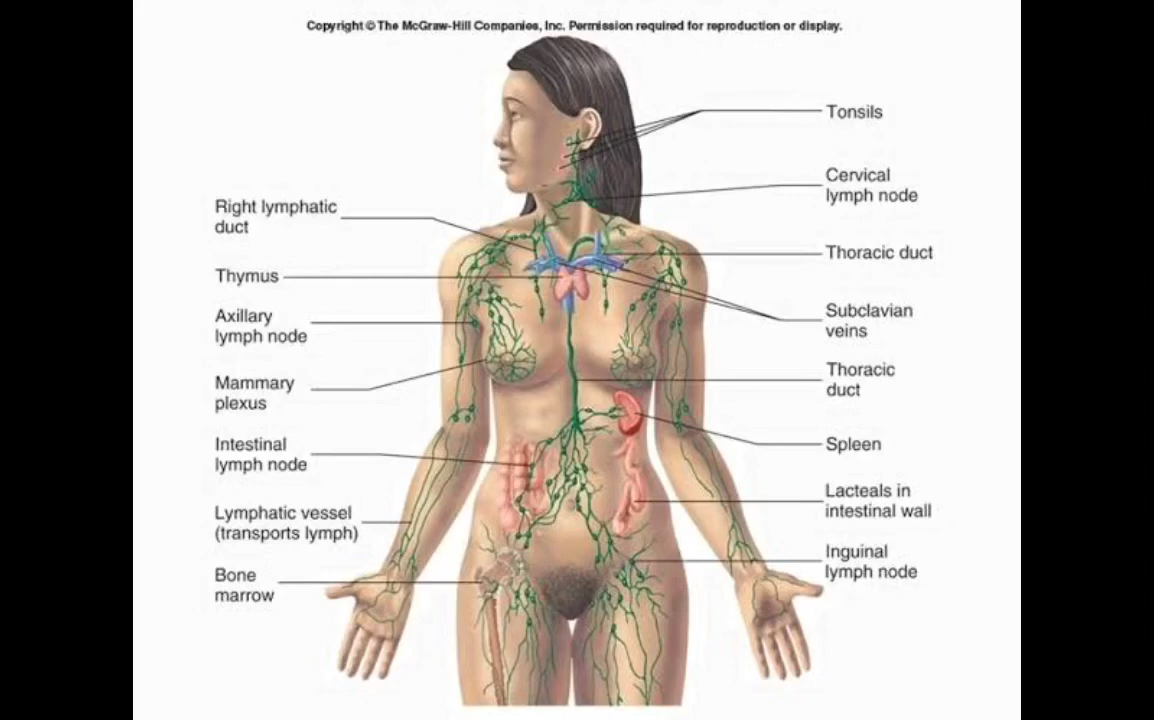 Copyright © The McGraw-Hill Companies, Inc. Permission required for reproduction or display.
Right lymphatic
duct
Thymus
Axillary
lymph node
Mammary
plexus
Intestinal
lymph node
Lymphatic vessel
(transports lymph)
Bone
marrow
Tonsils
Cervical
lymph node
Thoracic duct
Subclavian
veins
Thoracic
duct
Spleen
Lacteals in
intestinal wall
Inguinal
lymph node